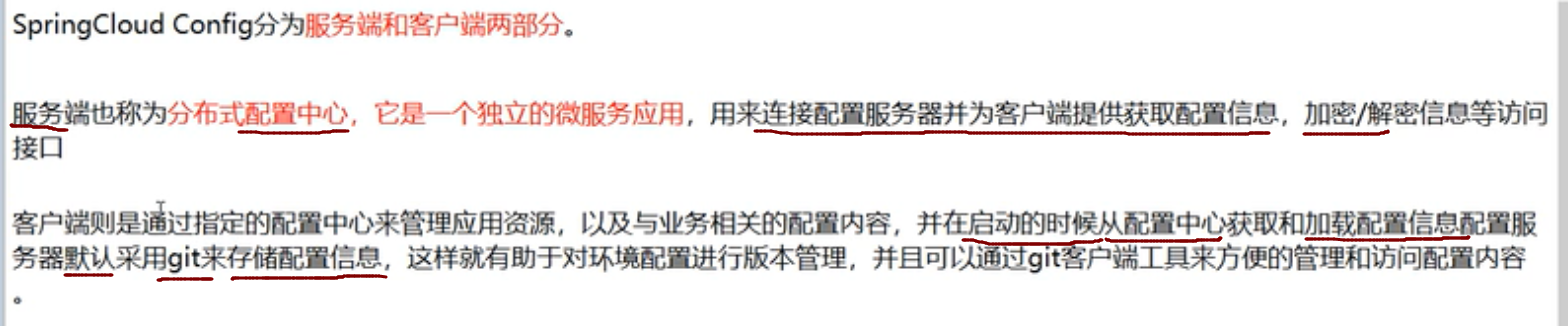 SpringCloud Config分为服务端和客户端两部分。
服务端也称为分布式配置中心，它是一个独立的微服务应用，用来连接配置服务器并为客户端提供获取配置信息，加密/解密信息等访问
接口
客户端则是通过指定的配置中心来管理应用资源，以及与业务相关的配置内容，并在启动的时候从配置中心获取和加载配置信息配置服
务器默认采用git来存储配置信息，这样就有助于对环境配置进行版本管理，并且可以通过git客户端工具来方便的管理和访问配置内容
。